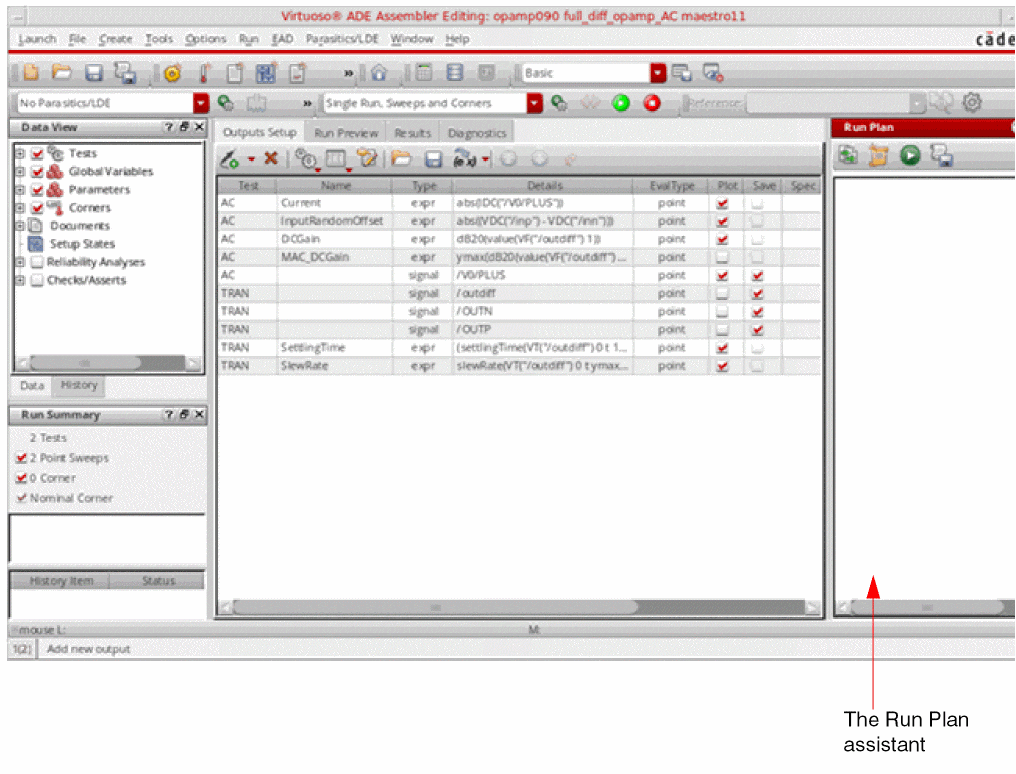 Virtuoso® ADE Assembler Editing: opamp090 full_diff_opamp_AC maestro11
Launch File Create Tools Options Run EAD Parasitics/LDE Window Help
cāde
» Basic
No Parasitics/LDE » Single Run, Sweeps and Corners Reference:
Data View
Tests
Global Variables
Parameters
Corners
Documents
Setup States
Reliability Analyses
Checks/Asserts
Data History
Run Summary
2 Tests
2 Point Sweeps
0 Corner
Nominal Corner
History Item Status
Outputs Setup Run Preview Results Diagnostics
Test Name Type Details EvalType Plot Save Spec
AC Current expr abs(IDC("/V0/PLUS")) point
AC InputRandomOffset expr abs((VDC("/inp") - VDC("/inn"))) point
AC DCGain expr dB20(value(VF("/outdiff") 1)) point
AC MAC_DCGain expr ymax(dB20(value(VF("/outdiff") ... point
AC signal /V0/PLUS point
TRAN signal /outdiff point
TRAN signal /OUTN point
TRAN signal /OUTP point
TRAN SettlingTime expr (settlingTime(VT("/outdiff") 0 t 1... point
TRAN SlewRate expr slewRate(VT("/outdiff") 0 t ymax... point
Run Plan
mouse L: M:
1(2) Add new output
The Run Plan
assistant